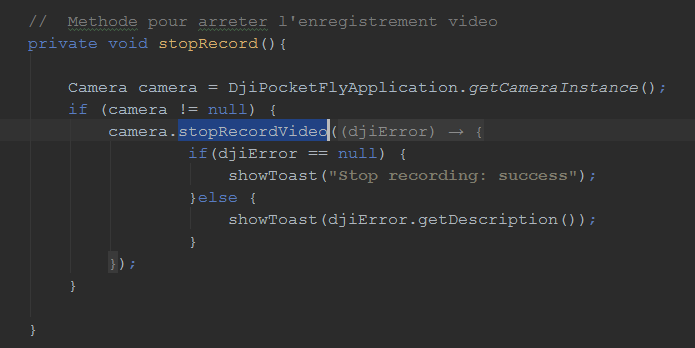 //  Methode pour arreter l'enregistrement video
private void stopRecord(){
Camera camera = DjiPocketFlyApplication.getCameraInstance();
if (camera != null) {
camera.stopRecordVideo((djiError) → {
if(djiError == null) {
showToast("Stop recording: success");
}else {
showToast(djiError.getDescription());
}
});
}
}